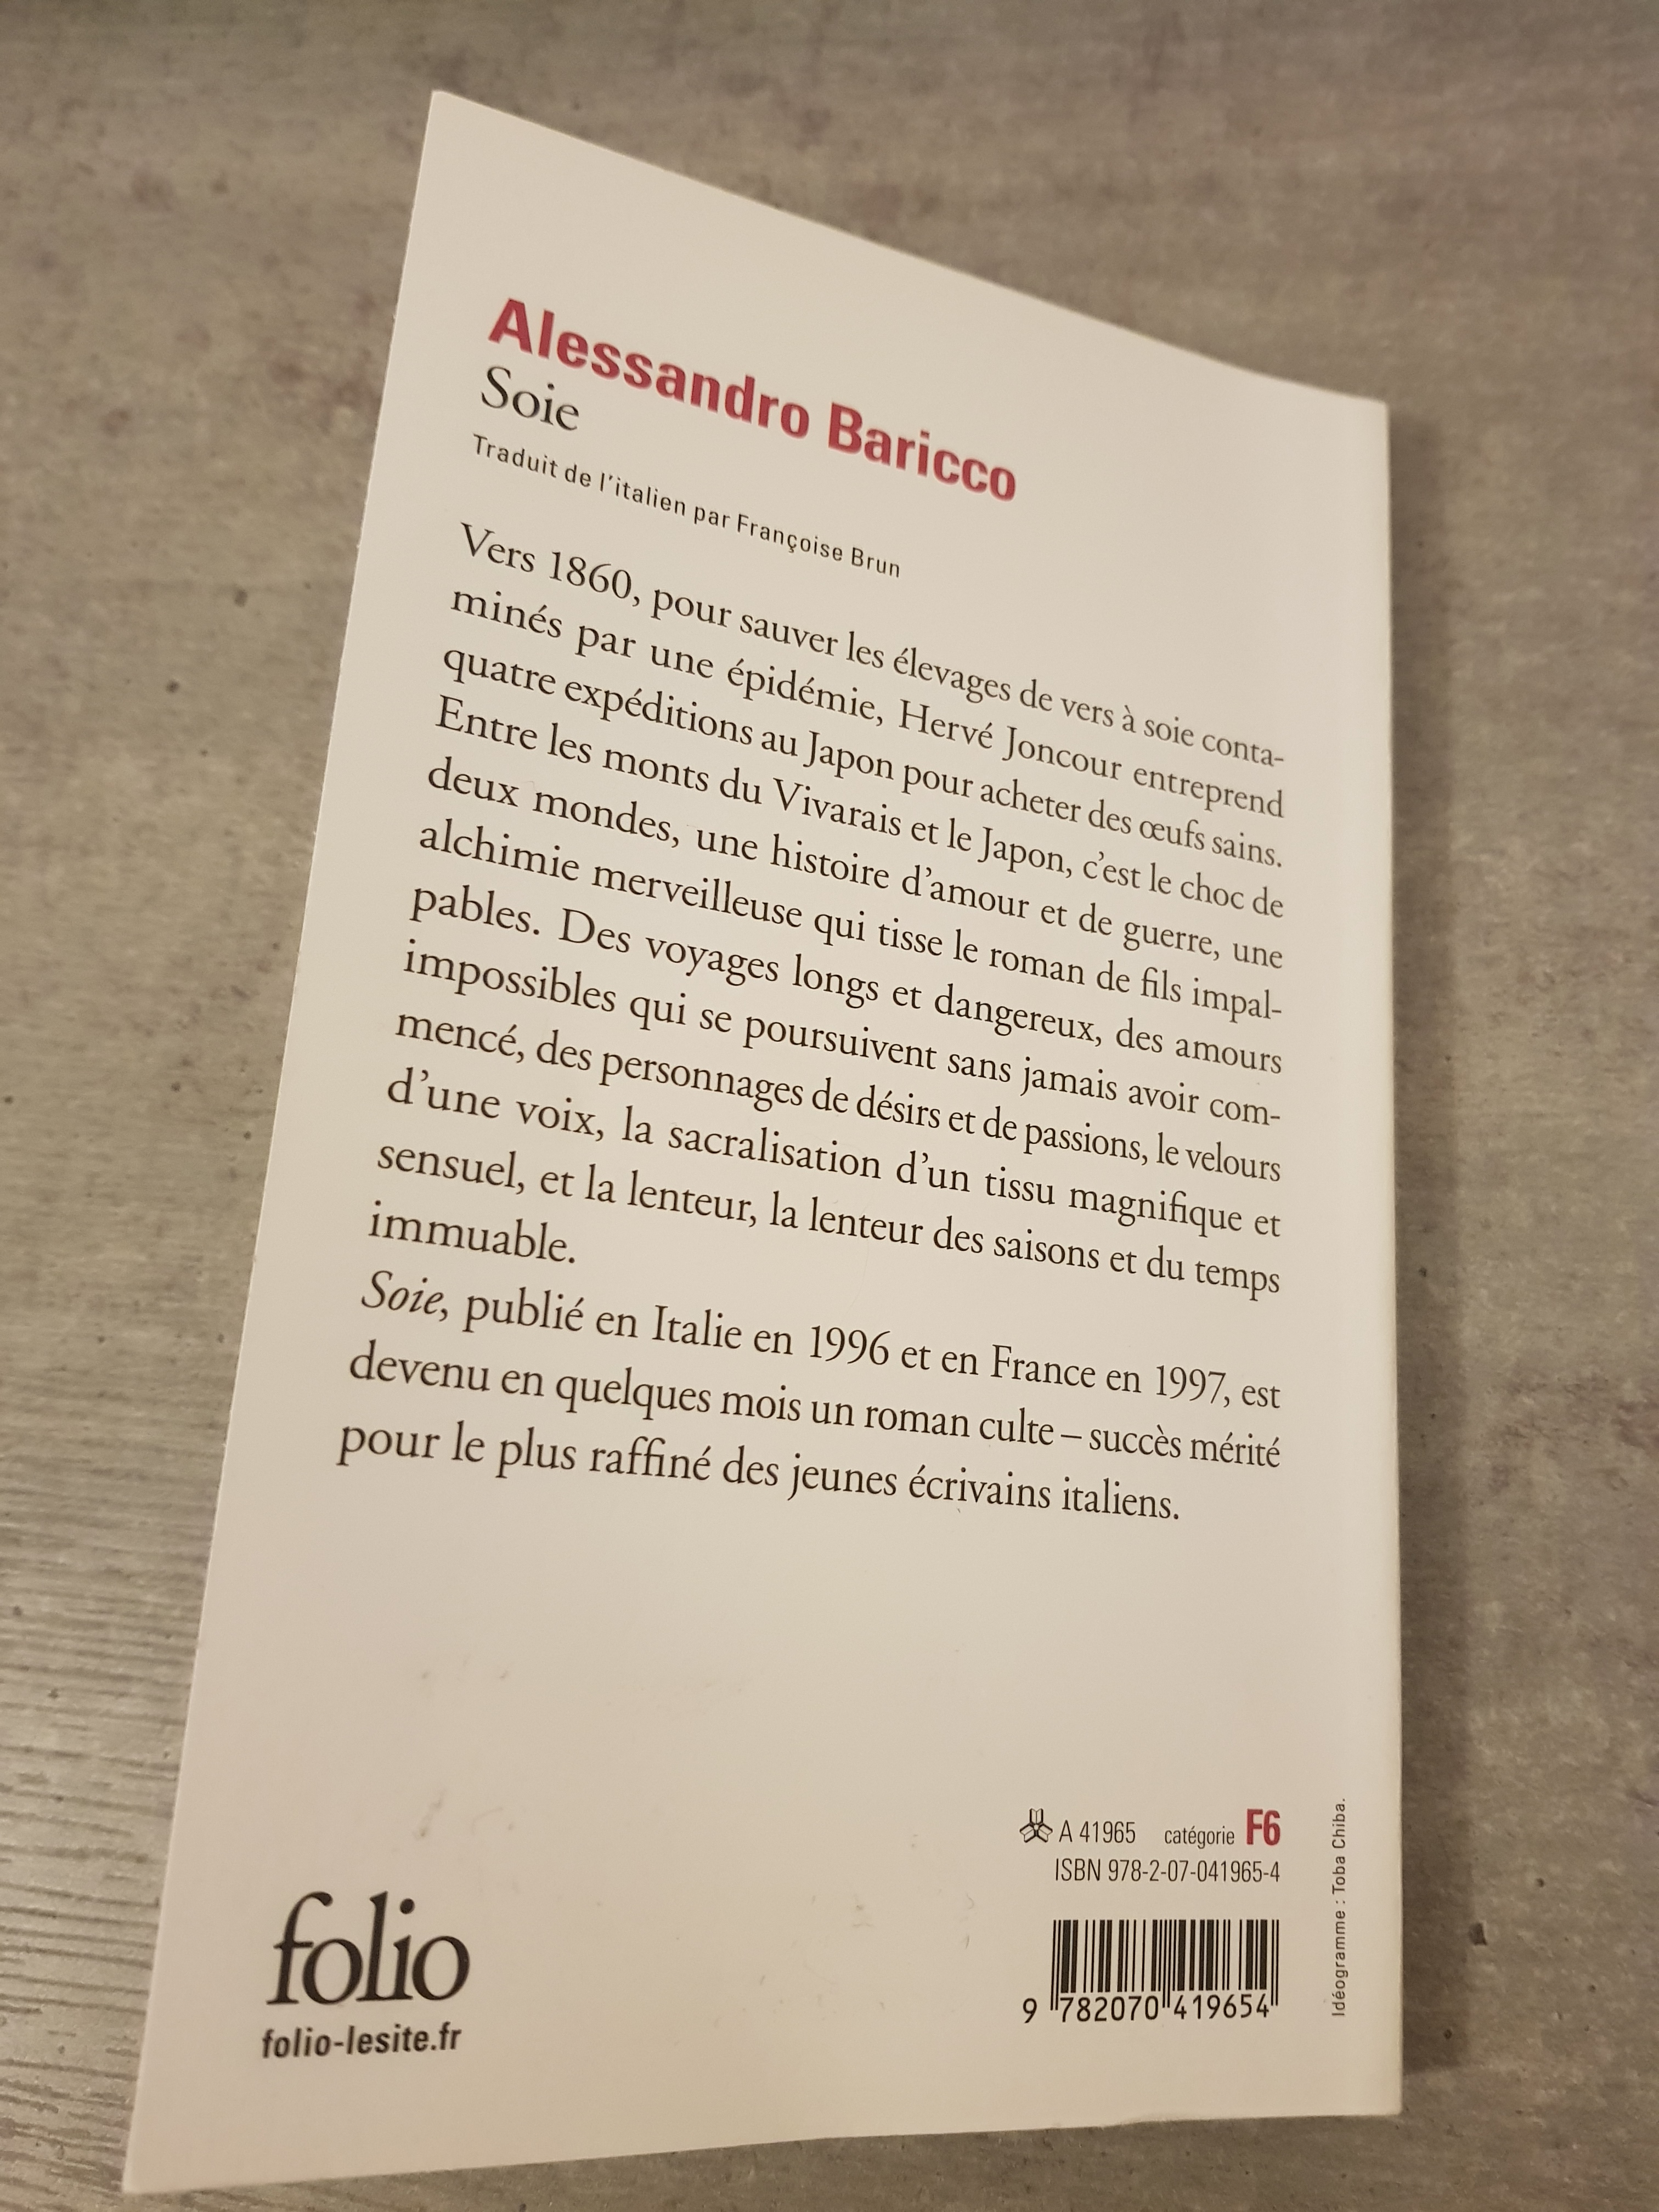 Alessandro Baricco
Soie
Traduit de l'italien par Françoise Brun
Vers 1860, pour sauver les élevages de vers à soie conta-
minés par une épidémie, Hervé Joncour entreprend
quatre expéditions au Japon pour acheter des œufs sains.
Entre les monts du Vivarais et le Japon, c'est le choc de
deux mondes, une histoire d'amour et de guerre, une
alchimie merveilleuse qui tisse le roman de fils impal-
pables. Des voyages longs et dangereux, des amours
impossibles qui se poursuivent sans jamais avoir com-
mencé, des personnages de désirs et de passions, le velours
d'une voix, la sacralisation d'un tissu magnifique et
sensuel, et la lenteur, la lenteur des saisons et du temps
immuable.
Soie, publié en Italie en 1996 et en France en 1997, est
devenu en quelques mois un roman culte – succès mérité
pour le plus raffiné des jeunes écrivains italiens.
A 41965 catégorie F6
ISBN 978-2-07-041965-4
9 782070 419654
Idéogramme : Toba Chiba.
folio
folio-lesite.fr